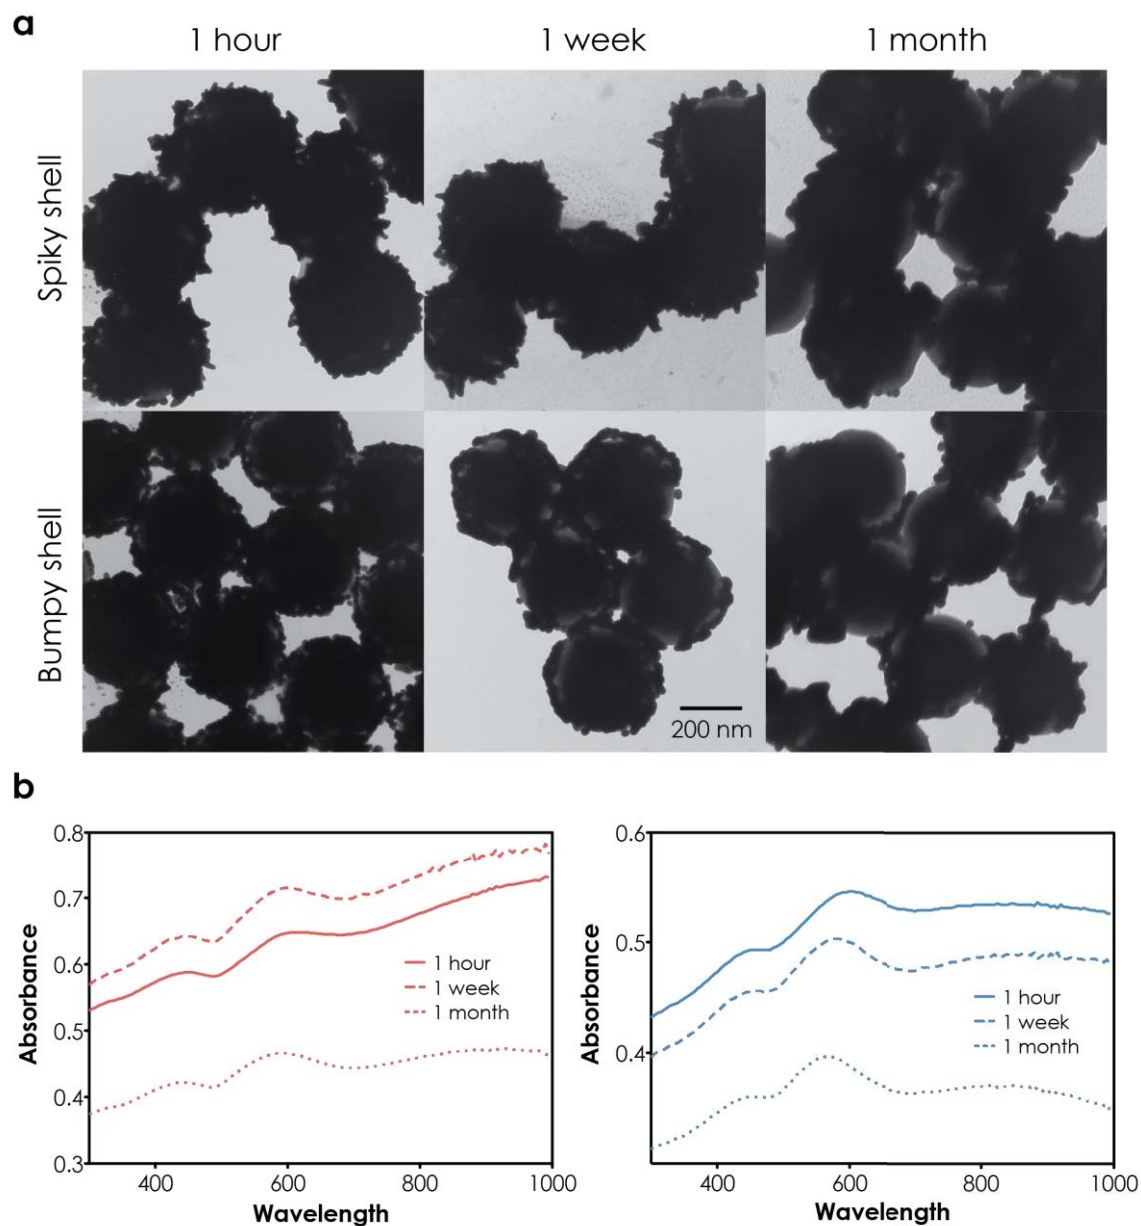 a
1 hour
1 week
1 month
Spiky shell
Bumpy shell
200 nm
b
0.8
0.7
0.6
0.5
0.4
0.3
Absorbance
400
600
800
1000
Wavelength
1 hour
1 week
1 month
0.6
0.5
0.4
Absorbance
400
600
800
1000
Wavelength
1 hour
1 week
1 month